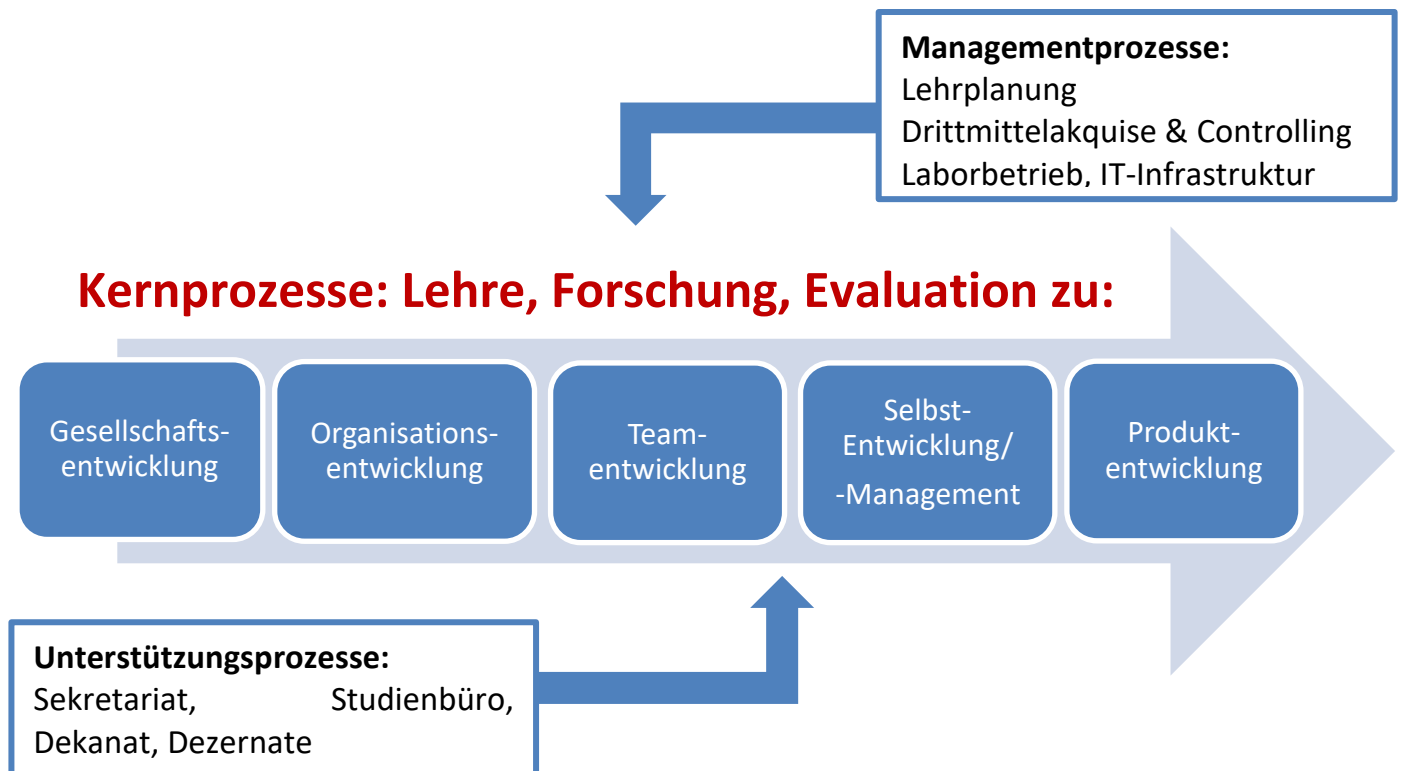 Managementprozesse:
Lehrplanung
Drittmittelakquise & Controlling
Laborbetrieb, IT-Infrastruktur
Kernprozesse: Lehre, Forschung, Evaluation zu:
Gesellschafts-
entwicklung
Organisations-
entwicklung
Team-
entwicklung
Selbst-
Entwicklung/
-Management
Produkt-
entwicklung
Unterstützungsprozesse:
Sekretariat, Studienbüro,
Dekanat, Dezernate